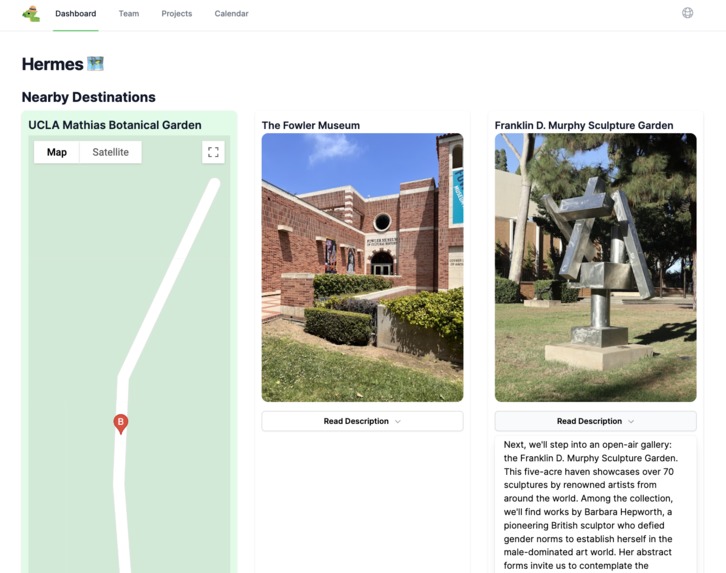 Dashboard
Team
Projects
Calendar
Hermes
Nearby Destinations
UCLA Mathias Botanical Garden
Map
Satellite
B
The Fowler Museum
FOWLER MUSEUM
Read Description
Franklin D. Murphy Sculpture Garden
Read Description
Next, we'll step into an open-air gallery:
the Franklin D. Murphy Sculpture Garden.
This five-acre haven showcases over 70
sculptures by renowned artists from
around the world. Among the collection,
we'll find works by Barbara Hepworth, a
pioneering British sculptor who defied
gender norms to establish herself in the
male-dominated art world. Her abstract
forms invite us to contemplate the